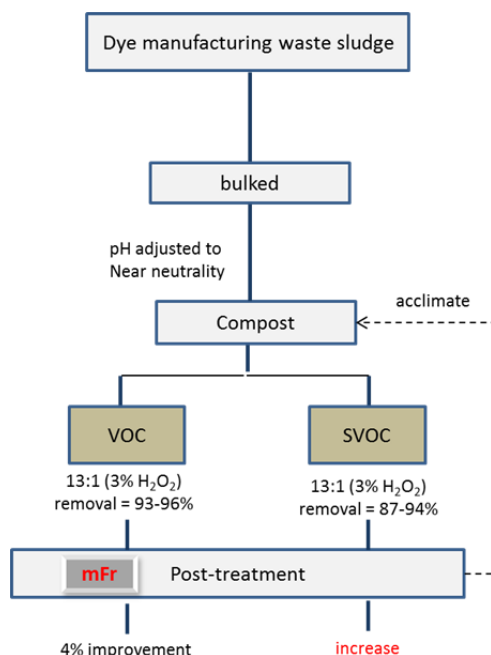 Dye manufacturing waste sludge
bulked
pH adjusted to
Near neutrality
acclimate
Compost
VOC
SVOC
13:1 (3% H₂O₂)
removal = 93-96%
13:1 (3% H₂O₂)
removal = 87-94%
mFr
Post-treatment
4% improvement
increase